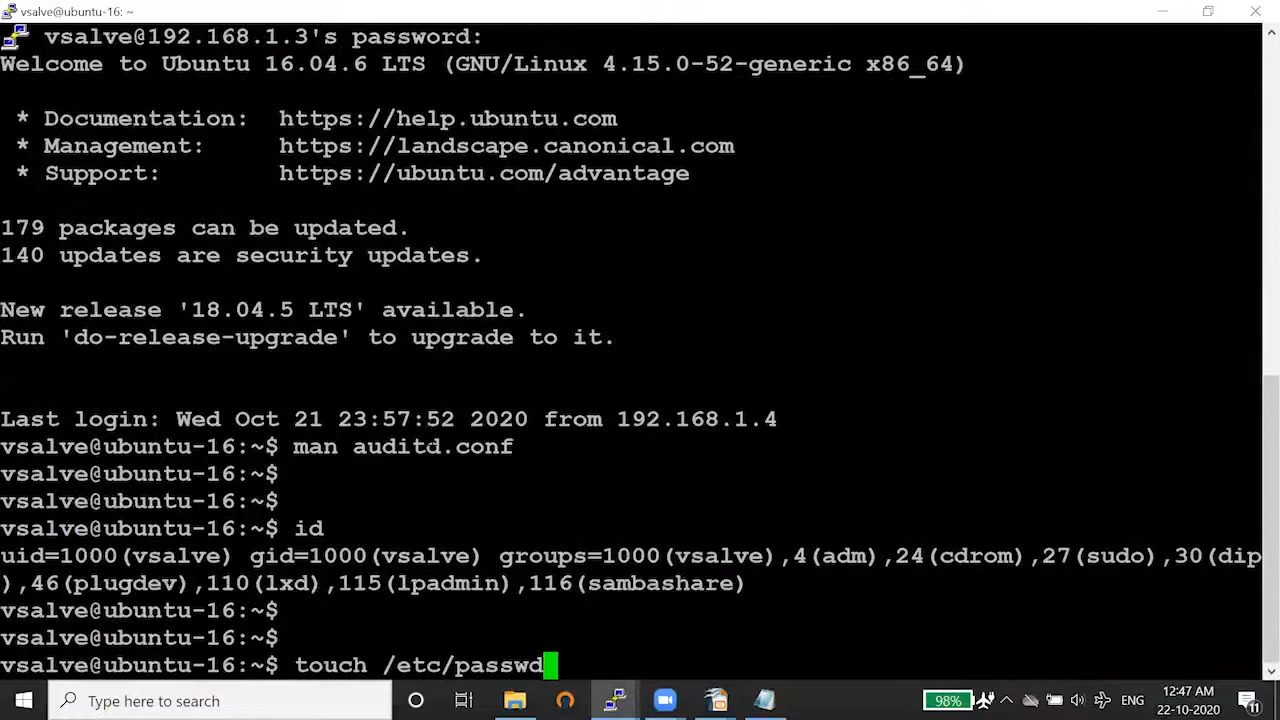 vsalve@ubuntu-16: ~
vsalve@192.168.1.3's password:
Welcome to Ubuntu 16.04.6 LTS (GNU/Linux 4.15.0-52-generic x86_64)
* Documentation: https://help.ubuntu.com
* Management: https://landscape.canonical.com
* Support: https://ubuntu.com/advantage
179 packages can be updated.
140 updates are security updates.
New release '18.04.5 LTS' available.
Run 'do-release-upgrade' to upgrade to it.
Last login: Wed Oct 21 23:57:52 2020 from 192.168.1.4
vsalve@ubuntu-16:~$ man auditd.conf
vsalve@ubuntu-16:~$
vsalve@ubuntu-16:~$
vsalve@ubuntu-16:~$ id
uid=1000(vsalve) gid=1000(vsalve) groups=1000(vsalve),4(adm),24(cdrom),27(sudo),30(dip
),46(plugdev),110(lxd),115(lpadmin),116(sambashare)
vsalve@ubuntu-16:~$
vsalve@ubuntu-16:~$
vsalve@ubuntu-16:~$ touch /etc/passwd
Type here to search
98%
ENG
12:47 AM
22-10-2020
11